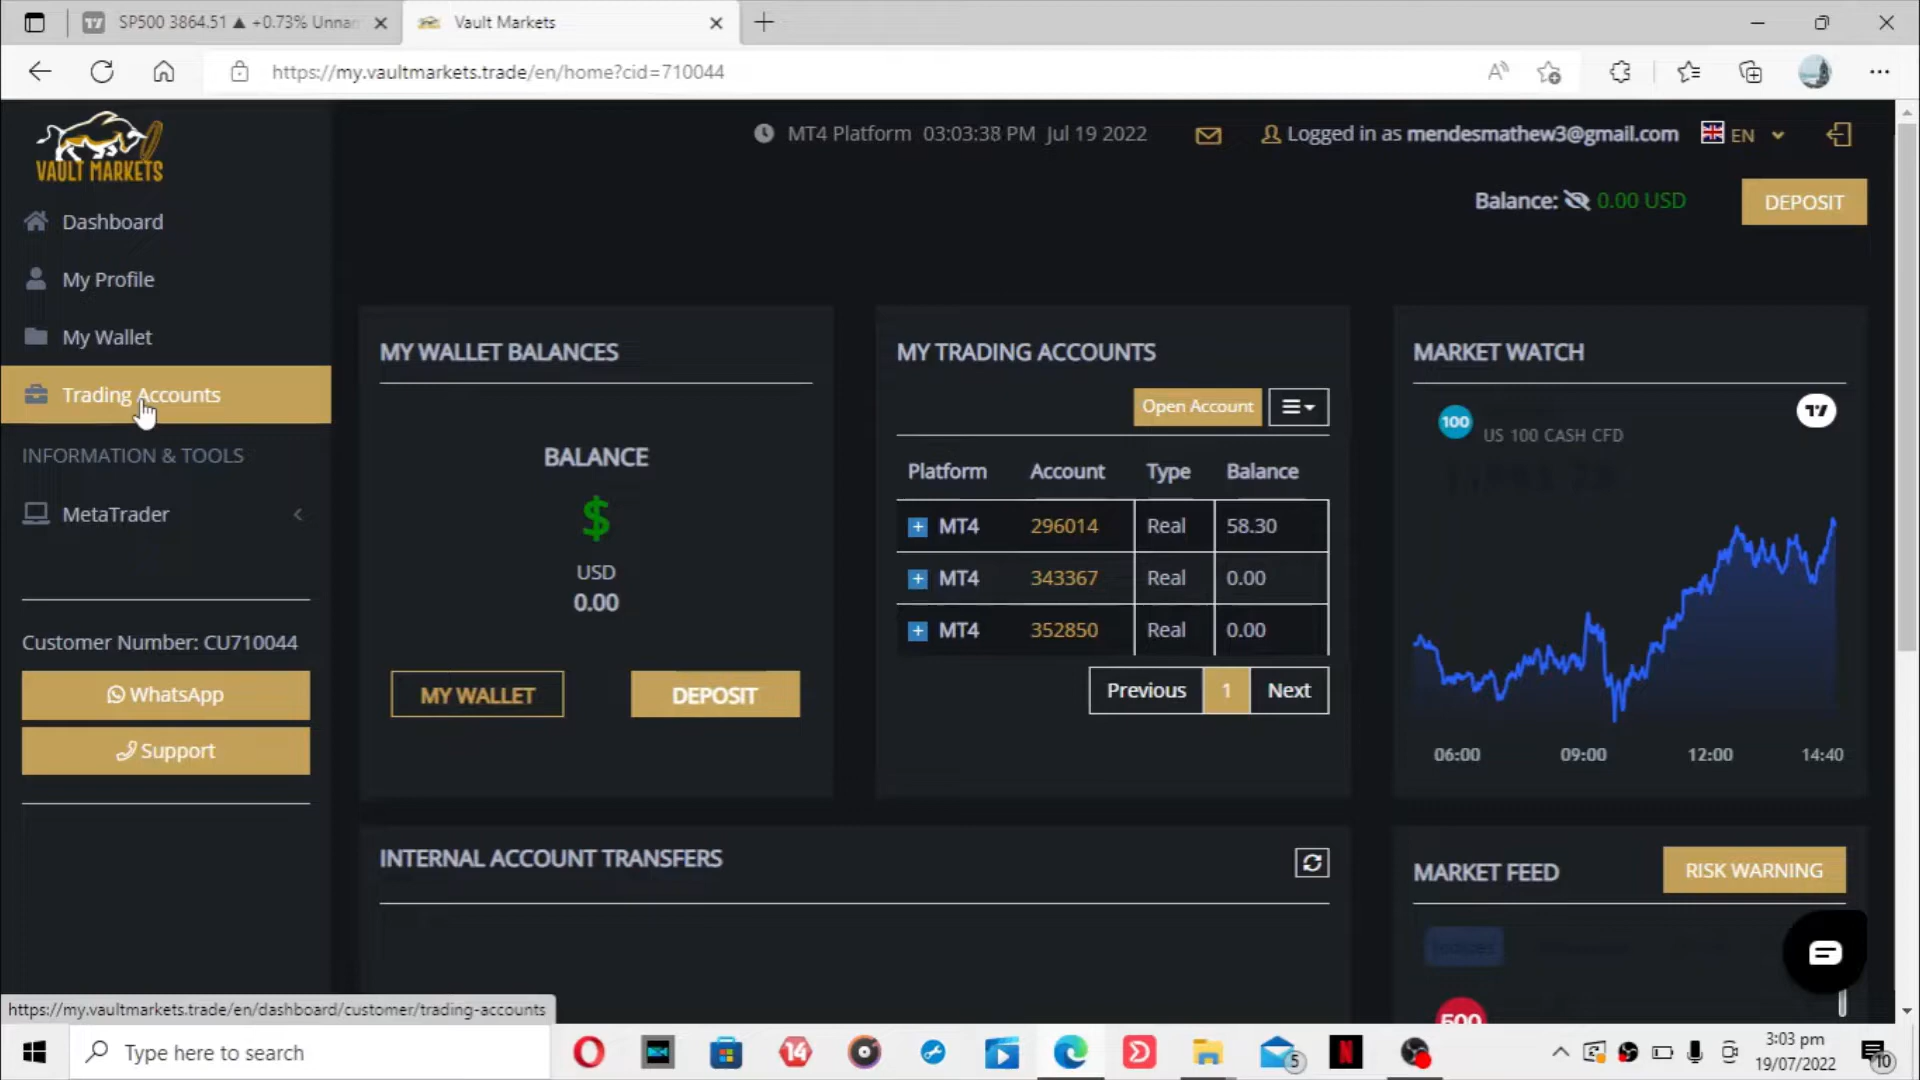 SP500 3864.51 ▲ +0.73% Unnar
Vault Markets
https://my.vaultmarkets.trade/en/home?cid=710044
VAULT MARKETS
MT4 Platform 03:03:38 PM Jul 19 2022
Logged in as mendesmathew3@gmail.com
EN
Balance: 0.00 USD
DEPOSIT
Dashboard
My Profile
My Wallet
Trading Accounts
INFORMATION & TOOLS
MetaTrader
Customer Number: CU710044
WhatsApp
Support
MY WALLET BALANCES
BALANCE
$
USD
0.00
MY WALLET
DEPOSIT
MY TRADING ACCOUNTS
Open Account
Platform Account Type Balance
MT4 296014 Real 58.30
MT4 343367 Real 0.00
MT4 352850 Real 0.00
Previous 1 Next
MARKET WATCH
100
US 100 CASH CFD
06:00 09:00 12:00 14:40
INTERNAL ACCOUNT TRANSFERS
MARKET FEED
RISK WARNING
500
https://my.vaultmarkets.trade/en/dashboard/customer/trading-accounts
Type here to search
14
5
N
3:03 pm
19/07/2022
10